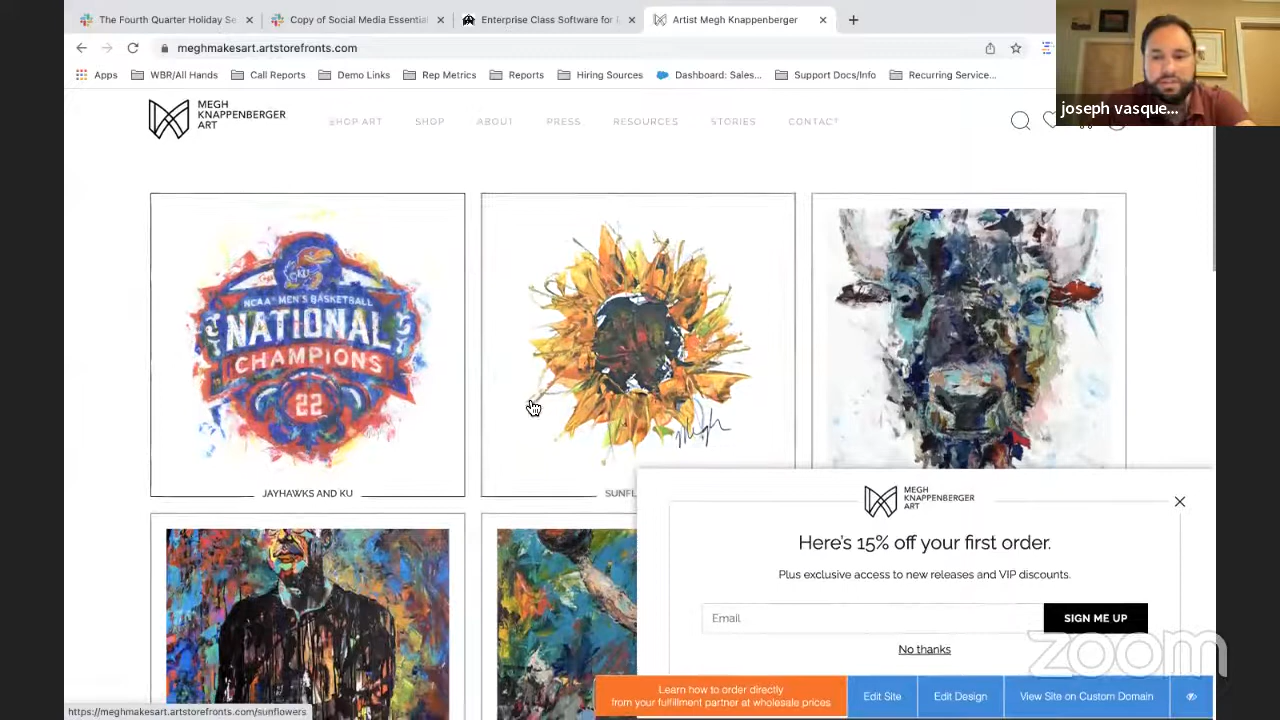 The Fourth Quarter Holiday Se
Copy of Social Media Essential
Enterprise Class Software for
Artist Megh Knappenberger
meghmakesart.artstorefronts.com
Apps
WBR/All Hands
Call Reports
Demo Links
Rep Metrics
Reports
Hiring Sources
Dashboard: Sales...
Support Docs/Info
Recurring Service...
joseph vasque...
MEGH
KNAPPENBERGER
ART
SHOP ART
SHOP
ABOUT
PRESS
RESOURCES
STORIES
CONTACT
KU
NCAA MEN'S BASKETBALL
NATIONAL
CHAMPIONS
22
Megh
JAYHAWKS AND KU
SUNFL
MEGH
KNAPPENBERGER
ART
Here's 15% off your first order.
Plus exclusive access to new releases and VIP discounts.
Email
SIGN ME UP
No thanks
zoom
Learn how to order directly
from your fulfillment partner at wholesale prices
Edit Site
Edit Design
View Site on Custom Domain
https://meghmakesart.artstorefronts.com/sunflowers